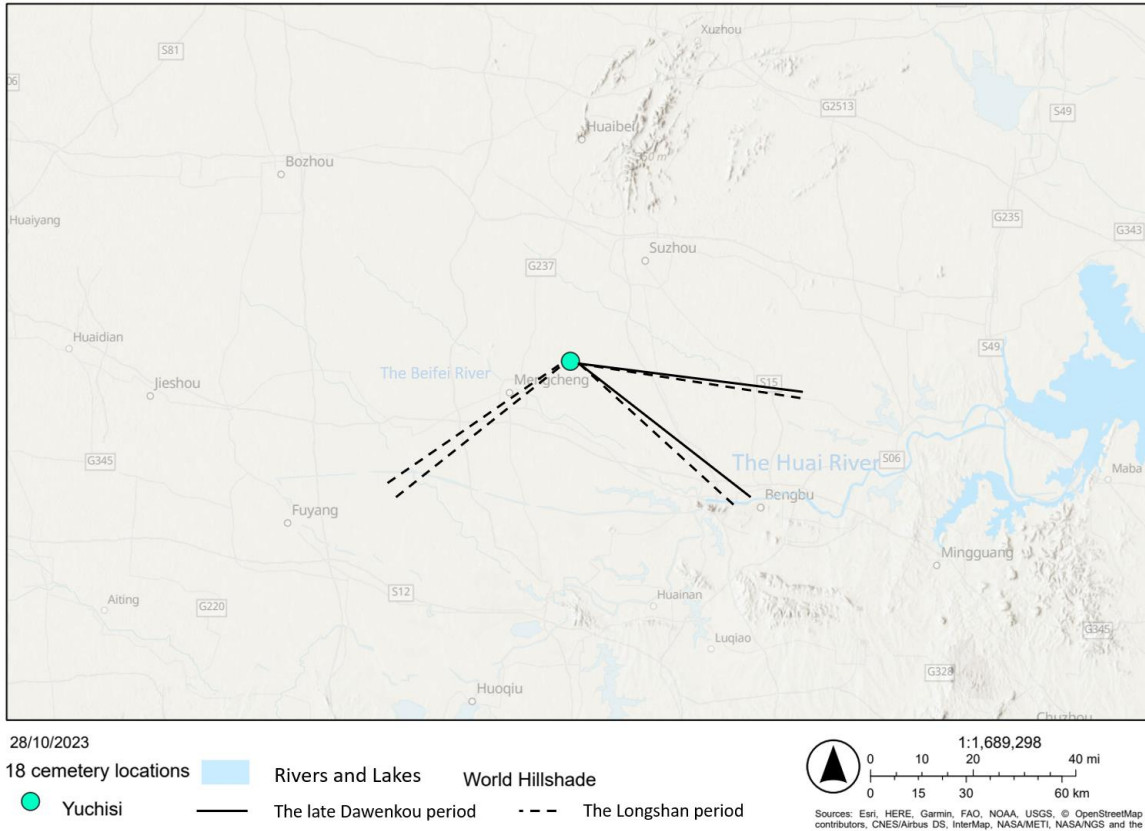 Xuzhou
S81
06
G2513
S49
Huaibei
Bozhou
Huaiyang
G235
G343
Suzhou
G237
Huaidian
S49
The Beifei River
Mengcheng
S15
Jieshou
G345
The Huai River
S06
Maba
Bengbu
Fuyang
Mingguang
S12
Aiting
G220
Huainan
G345
Luqiao
G328
Huoqiu
Chuzhou
28/10/2023
1:1,689,298
18 cemetery locations
Rivers and Lakes
World Hillshade
0 10 20 40 mi
0 15 30 60 km
Yuchisi
The late Dawenkou period
The Longshan period
Sources: Esri, HERE, Garmin, FAO, NOAA, USGS, © OpenStreetMap
contributors, CNES/Airbus DS, InterMap, NASA/METI, NASA/NGS and the